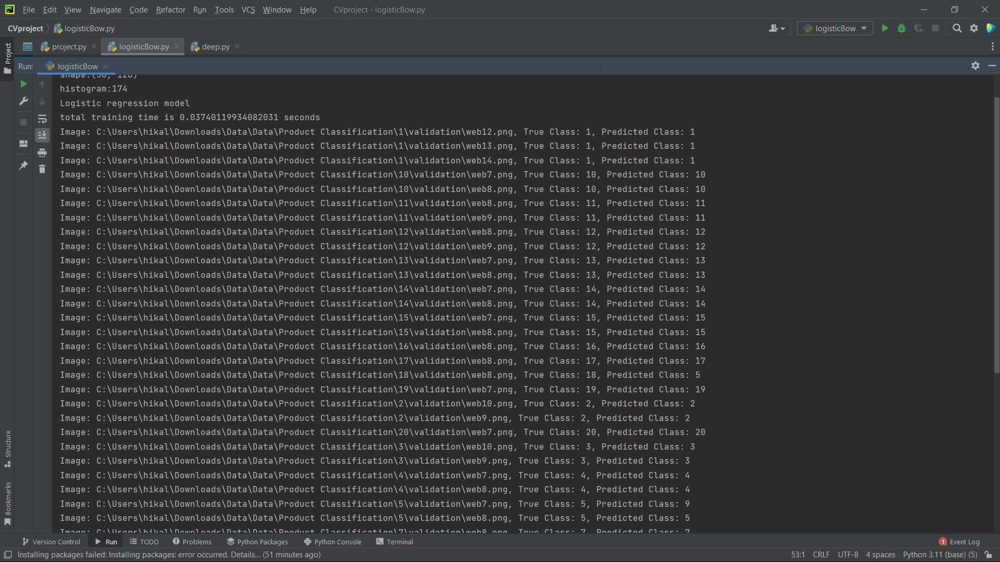 File Edit View Navigate Code Refactor Run Tools VCS Window Help CVproject - logisticBow.py
CVproject logisticBow.py logisticBow
project.py logisticBow.py deep.py
Project
Run: logisticBow
shape:(56, 128)
histogram:174
Logistic regression model
total training time is 0.03740119934082031 seconds
Image: C:\Users\hikal\Downloads\Data\Data\Product Classification\1\validation\web12.png, True Class: 1, Predicted Class: 1
Image: C:\Users\hikal\Downloads\Data\Data\Product Classification\1\validation\web13.png, True Class: 1, Predicted Class: 1
Image: C:\Users\hikal\Downloads\Data\Data\Product Classification\1\validation\web14.png, True Class: 1, Predicted Class: 1
Image: C:\Users\hikal\Downloads\Data\Data\Product Classification\10\validation\web7.png, True Class: 10, Predicted Class: 10
Image: C:\Users\hikal\Downloads\Data\Data\Product Classification\10\validation\web8.png, True Class: 10, Predicted Class: 10
Image: C:\Users\hikal\Downloads\Data\Data\Product Classification\11\validation\web8.png, True Class: 11, Predicted Class: 11
Image: C:\Users\hikal\Downloads\Data\Data\Product Classification\11\validation\web9.png, True Class: 11, Predicted Class: 11
Image: C:\Users\hikal\Downloads\Data\Data\Product Classification\12\validation\web8.png, True Class: 12, Predicted Class: 12
Image: C:\Users\hikal\Downloads\Data\Data\Product Classification\12\validation\web9.png, True Class: 12, Predicted Class: 12
Image: C:\Users\hikal\Downloads\Data\Data\Product Classification\13\validation\web7.png, True Class: 13, Predicted Class: 13
Image: C:\Users\hikal\Downloads\Data\Data\Product Classification\13\validation\web8.png, True Class: 13, Predicted Class: 13
Image: C:\Users\hikal\Downloads\Data\Data\Product Classification\14\validation\web7.png, True Class: 14, Predicted Class: 14
Image: C:\Users\hikal\Downloads\Data\Data\Product Classification\14\validation\web8.png, True Class: 14, Predicted Class: 14
Image: C:\Users\hikal\Downloads\Data\Data\Product Classification\15\validation\web7.png, True Class: 15, Predicted Class: 15
Image: C:\Users\hikal\Downloads\Data\Data\Product Classification\15\validation\web8.png, True Class: 15, Predicted Class: 15
Image: C:\Users\hikal\Downloads\Data\Data\Product Classification\16\validation\web8.png, True Class: 16, Predicted Class: 16
Image: C:\Users\hikal\Downloads\Data\Data\Product Classification\17\validation\web8.png, True Class: 17, Predicted Class: 17
Image: C:\Users\hikal\Downloads\Data\Data\Product Classification\18\validation\web8.png, True Class: 18, Predicted Class: 5
Image: C:\Users\hikal\Downloads\Data\Data\Product Classification\19\validation\web7.png, True Class: 19, Predicted Class: 19
Image: C:\Users\hikal\Downloads\Data\Data\Product Classification\2\validation\web10.png, True Class: 2, Predicted Class: 2
Image: C:\Users\hikal\Downloads\Data\Data\Product Classification\2\validation\web9.png, True Class: 2, Predicted Class: 2
Image: C:\Users\hikal\Downloads\Data\Data\Product Classification\20\validation\web7.png, True Class: 20, Predicted Class: 20
Image: C:\Users\hikal\Downloads\Data\Data\Product Classification\3\validation\web10.png, True Class: 3, Predicted Class: 3
Image: C:\Users\hikal\Downloads\Data\Data\Product Classification\3\validation\web9.png, True Class: 3, Predicted Class: 3
Image: C:\Users\hikal\Downloads\Data\Data\Product Classification\4\validation\web7.png, True Class: 4, Predicted Class: 4
Image: C:\Users\hikal\Downloads\Data\Data\Product Classification\4\validation\web8.png, True Class: 4, Predicted Class: 4
Image: C:\Users\hikal\Downloads\Data\Data\Product Classification\5\validation\web7.png, True Class: 5, Predicted Class: 9
Image: C:\Users\hikal\Downloads\Data\Data\Product Classification\5\validation\web8.png, True Class: 5, Predicted Class: 5
Image: C:\Users\hikal\Downloads\Data\Data\Product Classification\7\validation\web8.png, True Class: 7, Predicted Class: 7
Structure
Bookmarks
Version Control Run TODO Problems Python Packages Python Console Terminal 1 Event Log
Installing packages failed: Installing packages: error occurred. Details... (51 minutes ago) 53:1 CRLF UTF-8 4 spaces Python 3.11 (base) (5)